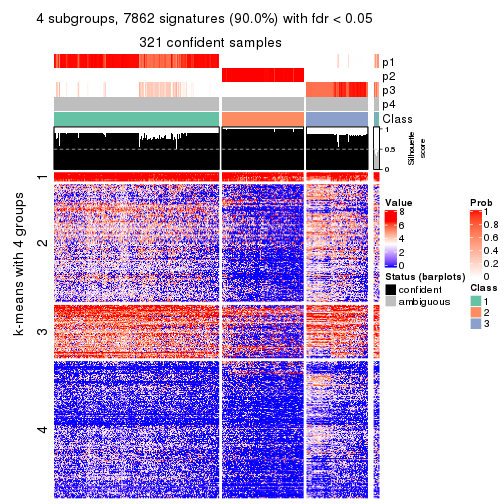 4 subgroups, 7862 signatures (90.0%) with fdr < 0.05
321 confident samples
p1
p2
p3
p4
Class
1
0.5
0
Silhouette
score
k-means with 4 groups
1
2
3
4
Value
8
6
4
2
0
Status (barplots)
confident
ambiguous
Prob
1
0.8
0.6
0.4
0.2
0
Class
1
2
3